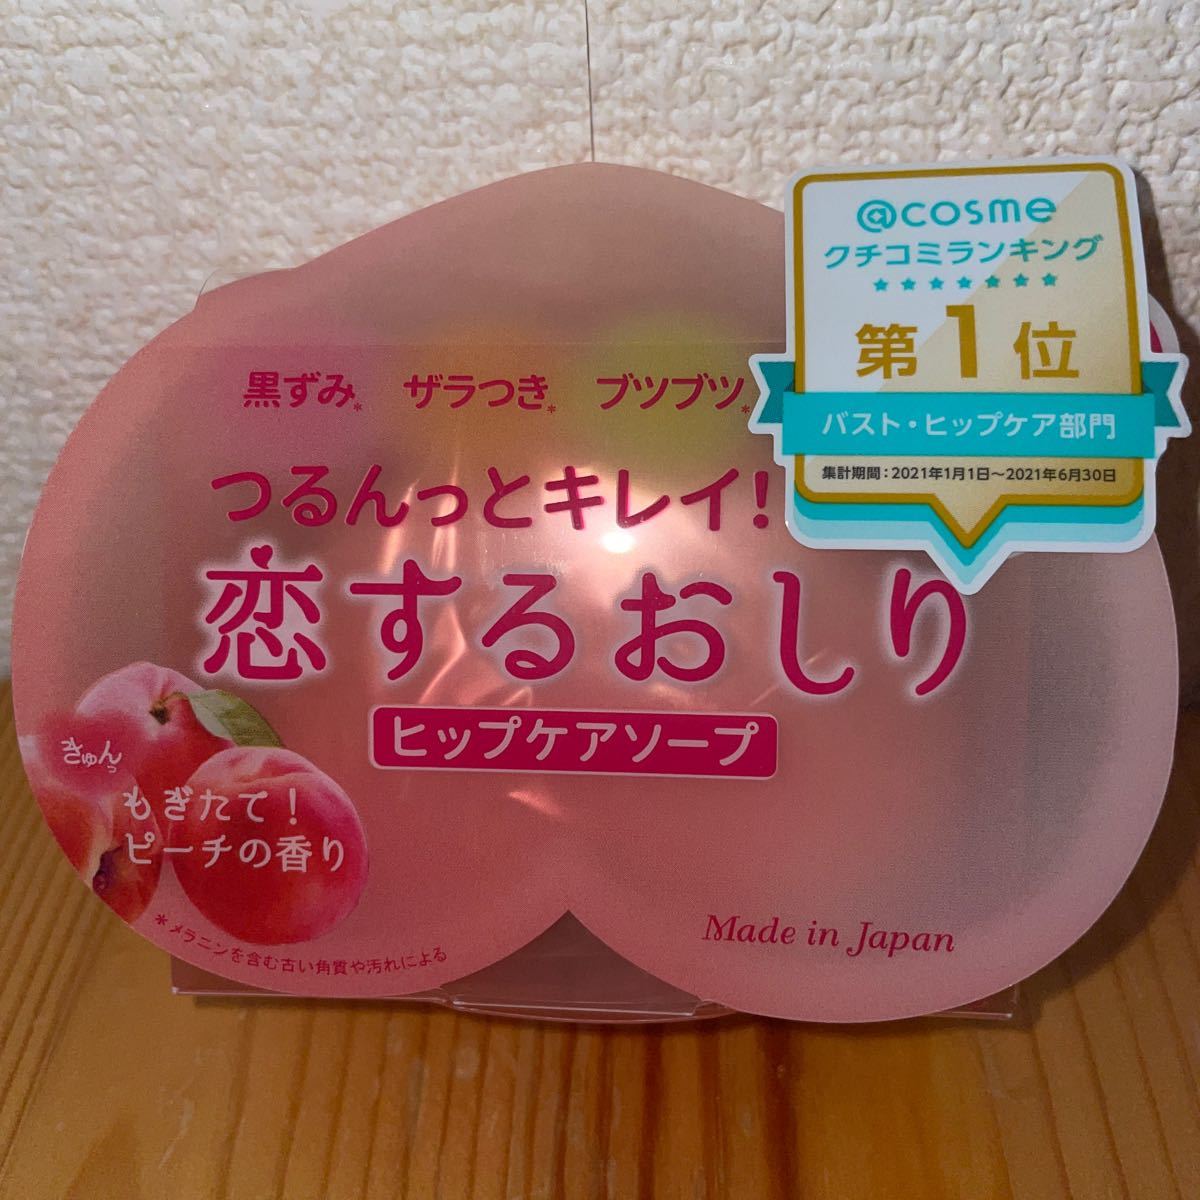 @cosme
クチコミランキング
第1位
バスト・ヒップケア部門
集計期間:2021年1月1日〜2021年6月30日
黒ずみ* ザラつき* ブツブツ*
つるんっとキレイ!
恋するおしり
ヒップケアソープ
きゅんっ
もぎたて!
ピーチの香り
*メラニンを含む古い角質や汚れによる
Made in Japan